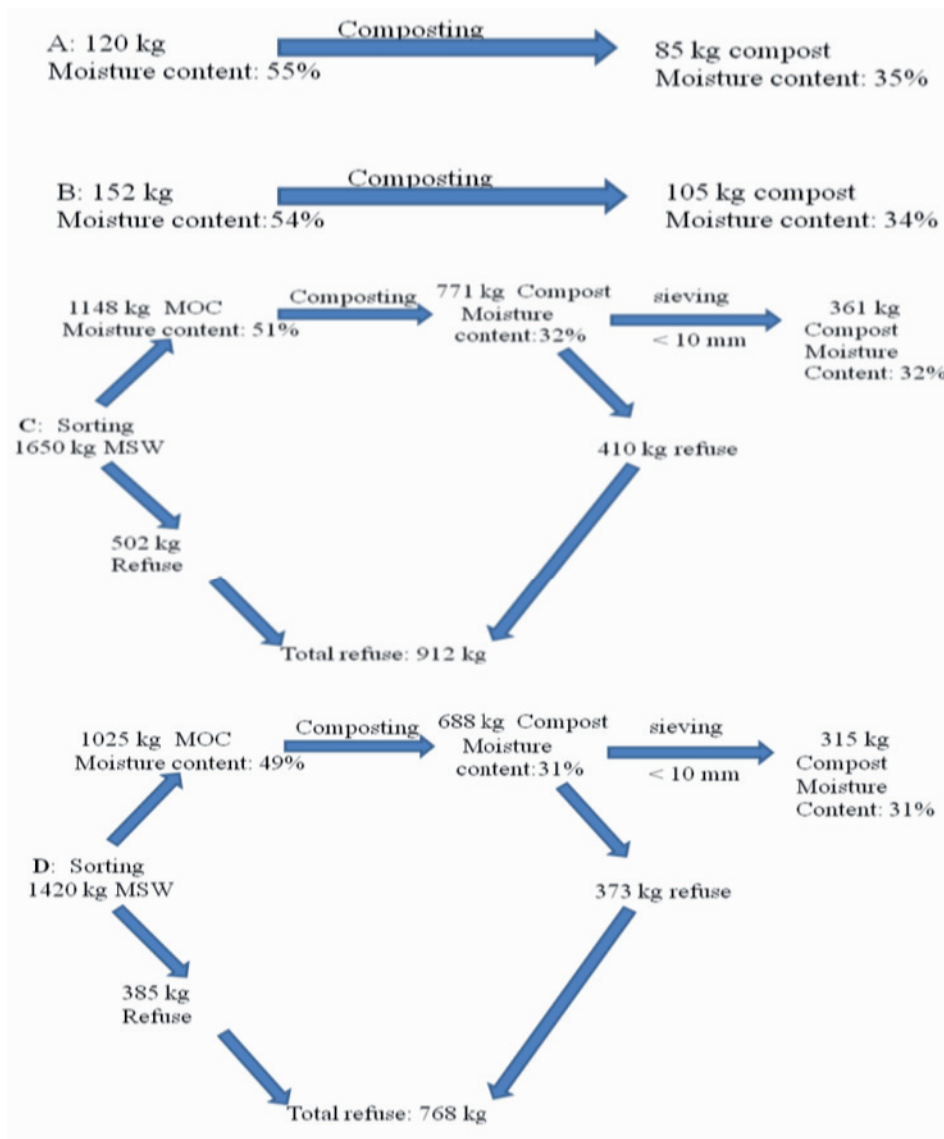 Composting
A: 120 kg
Moisture content: 55%
85 kg compost
Moisture content: 35%
Composting
B: 152 kg
Moisture content:54%
105 kg compost
Moisture content: 34%
1148 kg MOC
Moisture content: 51%
Composting
771 kg Compost
Moisture
content:32%
sieving
< 10 mm
361 kg
Compost
Moisture
Content: 32%
C: Sorting
1650 kg MSW
410 kg refuse
502 kg
Refuse
Total refuse: 912 kg
1025 kg MOC
Moisture content: 49%
Composting
688 kg Compost
Moisture
content:31%
sieving
< 10 mm
315 kg
Compost
Moisture
Content: 31%
D: Sorting
1420 kg MSW
373 kg refuse
385 kg
Refuse
Total refuse: 768 kg